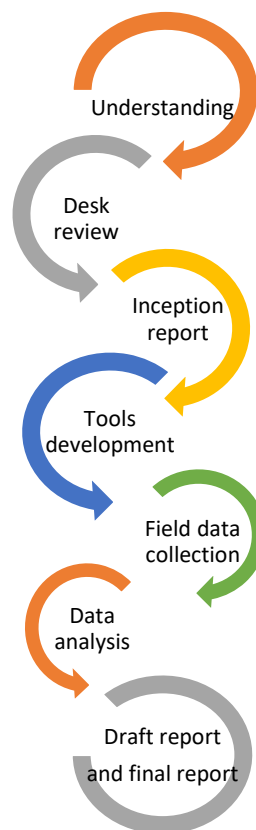 Understanding
Desk
review
Inception
report
Tools
development
Field data
collection
Data
analysis
Draft report
and final report